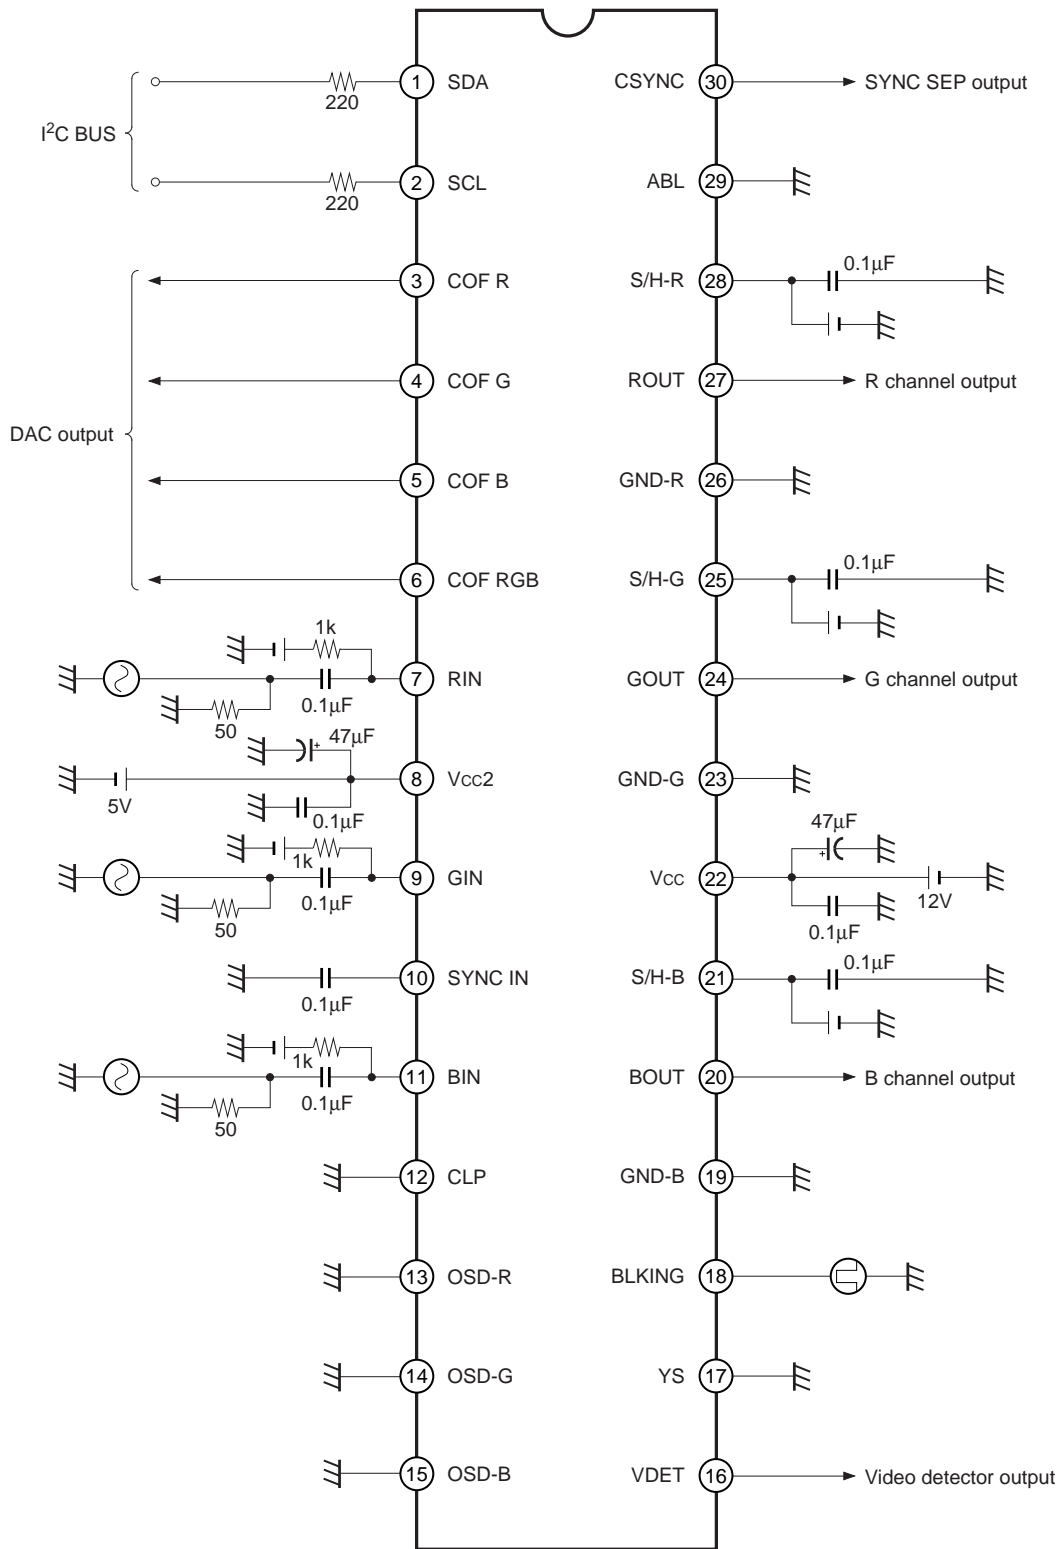 I2C BUS
220
1 SDA
220
2 SCL
DAC output
3 COF R
4 COF G
5 COF B
6 COF RGB
1k
0.1µF
50
7 RIN
47µF
+
5V
0.1µF
8 Vcc2
1k
0.1µF
50
9 GIN
0.1µF
10 SYNC IN
1k
0.1µF
50
11 BIN
12 CLP
13 OSD-R
14 OSD-G
15 OSD-B
CSYNC 30 SYNC SEP output
ABL 29
S/H-R 28
0.1µF
ROUT 27 R channel output
GND-R 26
S/H-G 25
0.1µF
GOUT 24 G channel output
GND-G 23
47µF
+
Vcc 22
12V
0.1µF
S/H-B 21
0.1µF
BOUT 20 B channel output
GND-B 19
BLKING 18
YS 17
VDET 16 Video detector output